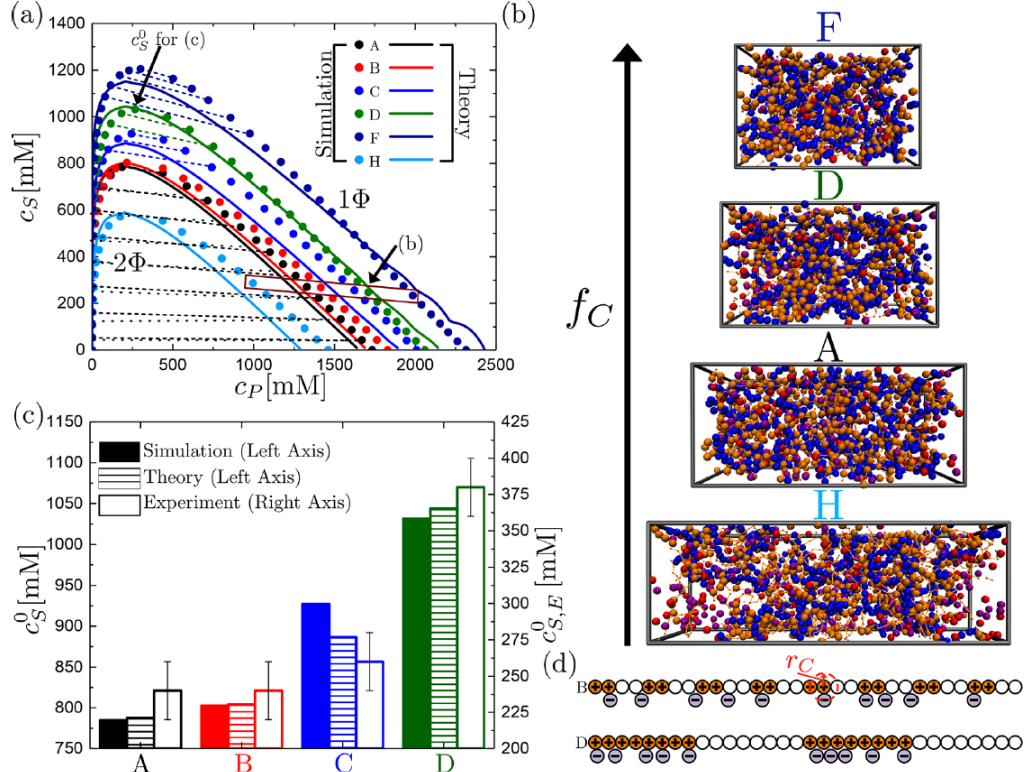 (a)
1400
1200
1000
800
600
400
200
0
c_S[mM]
0
500
1000
1500
2000
2500
c_P[mM]
c_S^0 for (c)
Simulation
A
B
C
D
F
H
Theory
1Φ
2Φ
(b)
(b)
f_C
F
D
A
H
(c)
1150
1100
1050
1000
950
900
850
800
750
c_S^0 [mM]
Simulation (Left Axis)
Theory (Left Axis)
Experiment (Right Axis)
425
400
375
350
325
300
275
250
225
200
c_{S,E}^0 [mM]
A
B
C
D
(d)
r_C
B
D